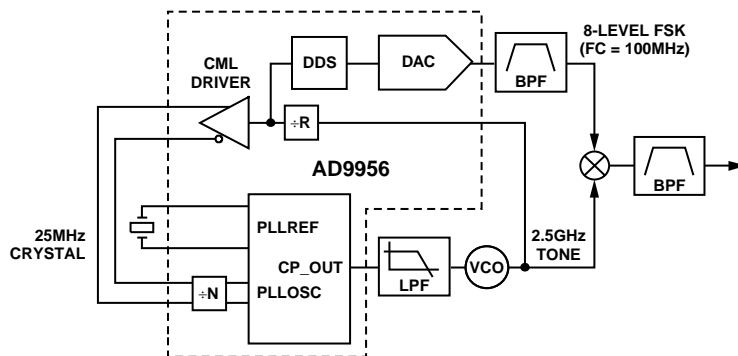 8-LEVEL FSK
(FC = 100MHz)
CML
DRIVER
DDS
DAC
BPF
÷R
AD9956
BPF
25MHz
CRYSTAL
PLLREF
CP_OUT
PLLOSC
÷N
LPF
VCO
2.5GHz
TONE